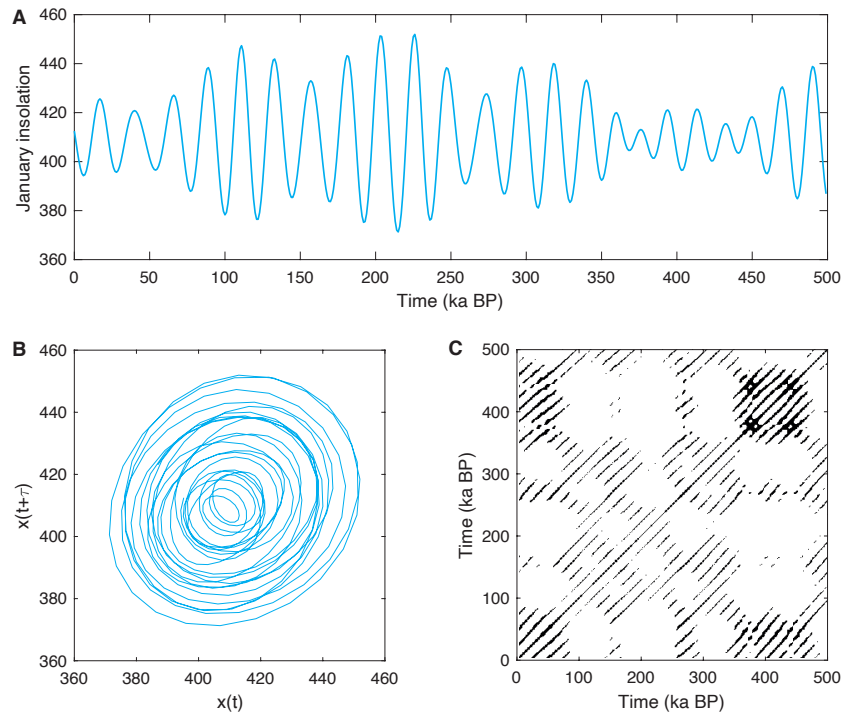 A
460
440
420
400
380
360
January insolation
0 50 100 150 200 250 300 350 400 450 500
Time (ka BP)
B
460
440
420
400
380
360
x(t+τ)
360 380 400 420 440 460
x(t)
C
500
400
300
200
100
0
Time (ka BP)
0 100 200 300 400 500
Time (ka BP)